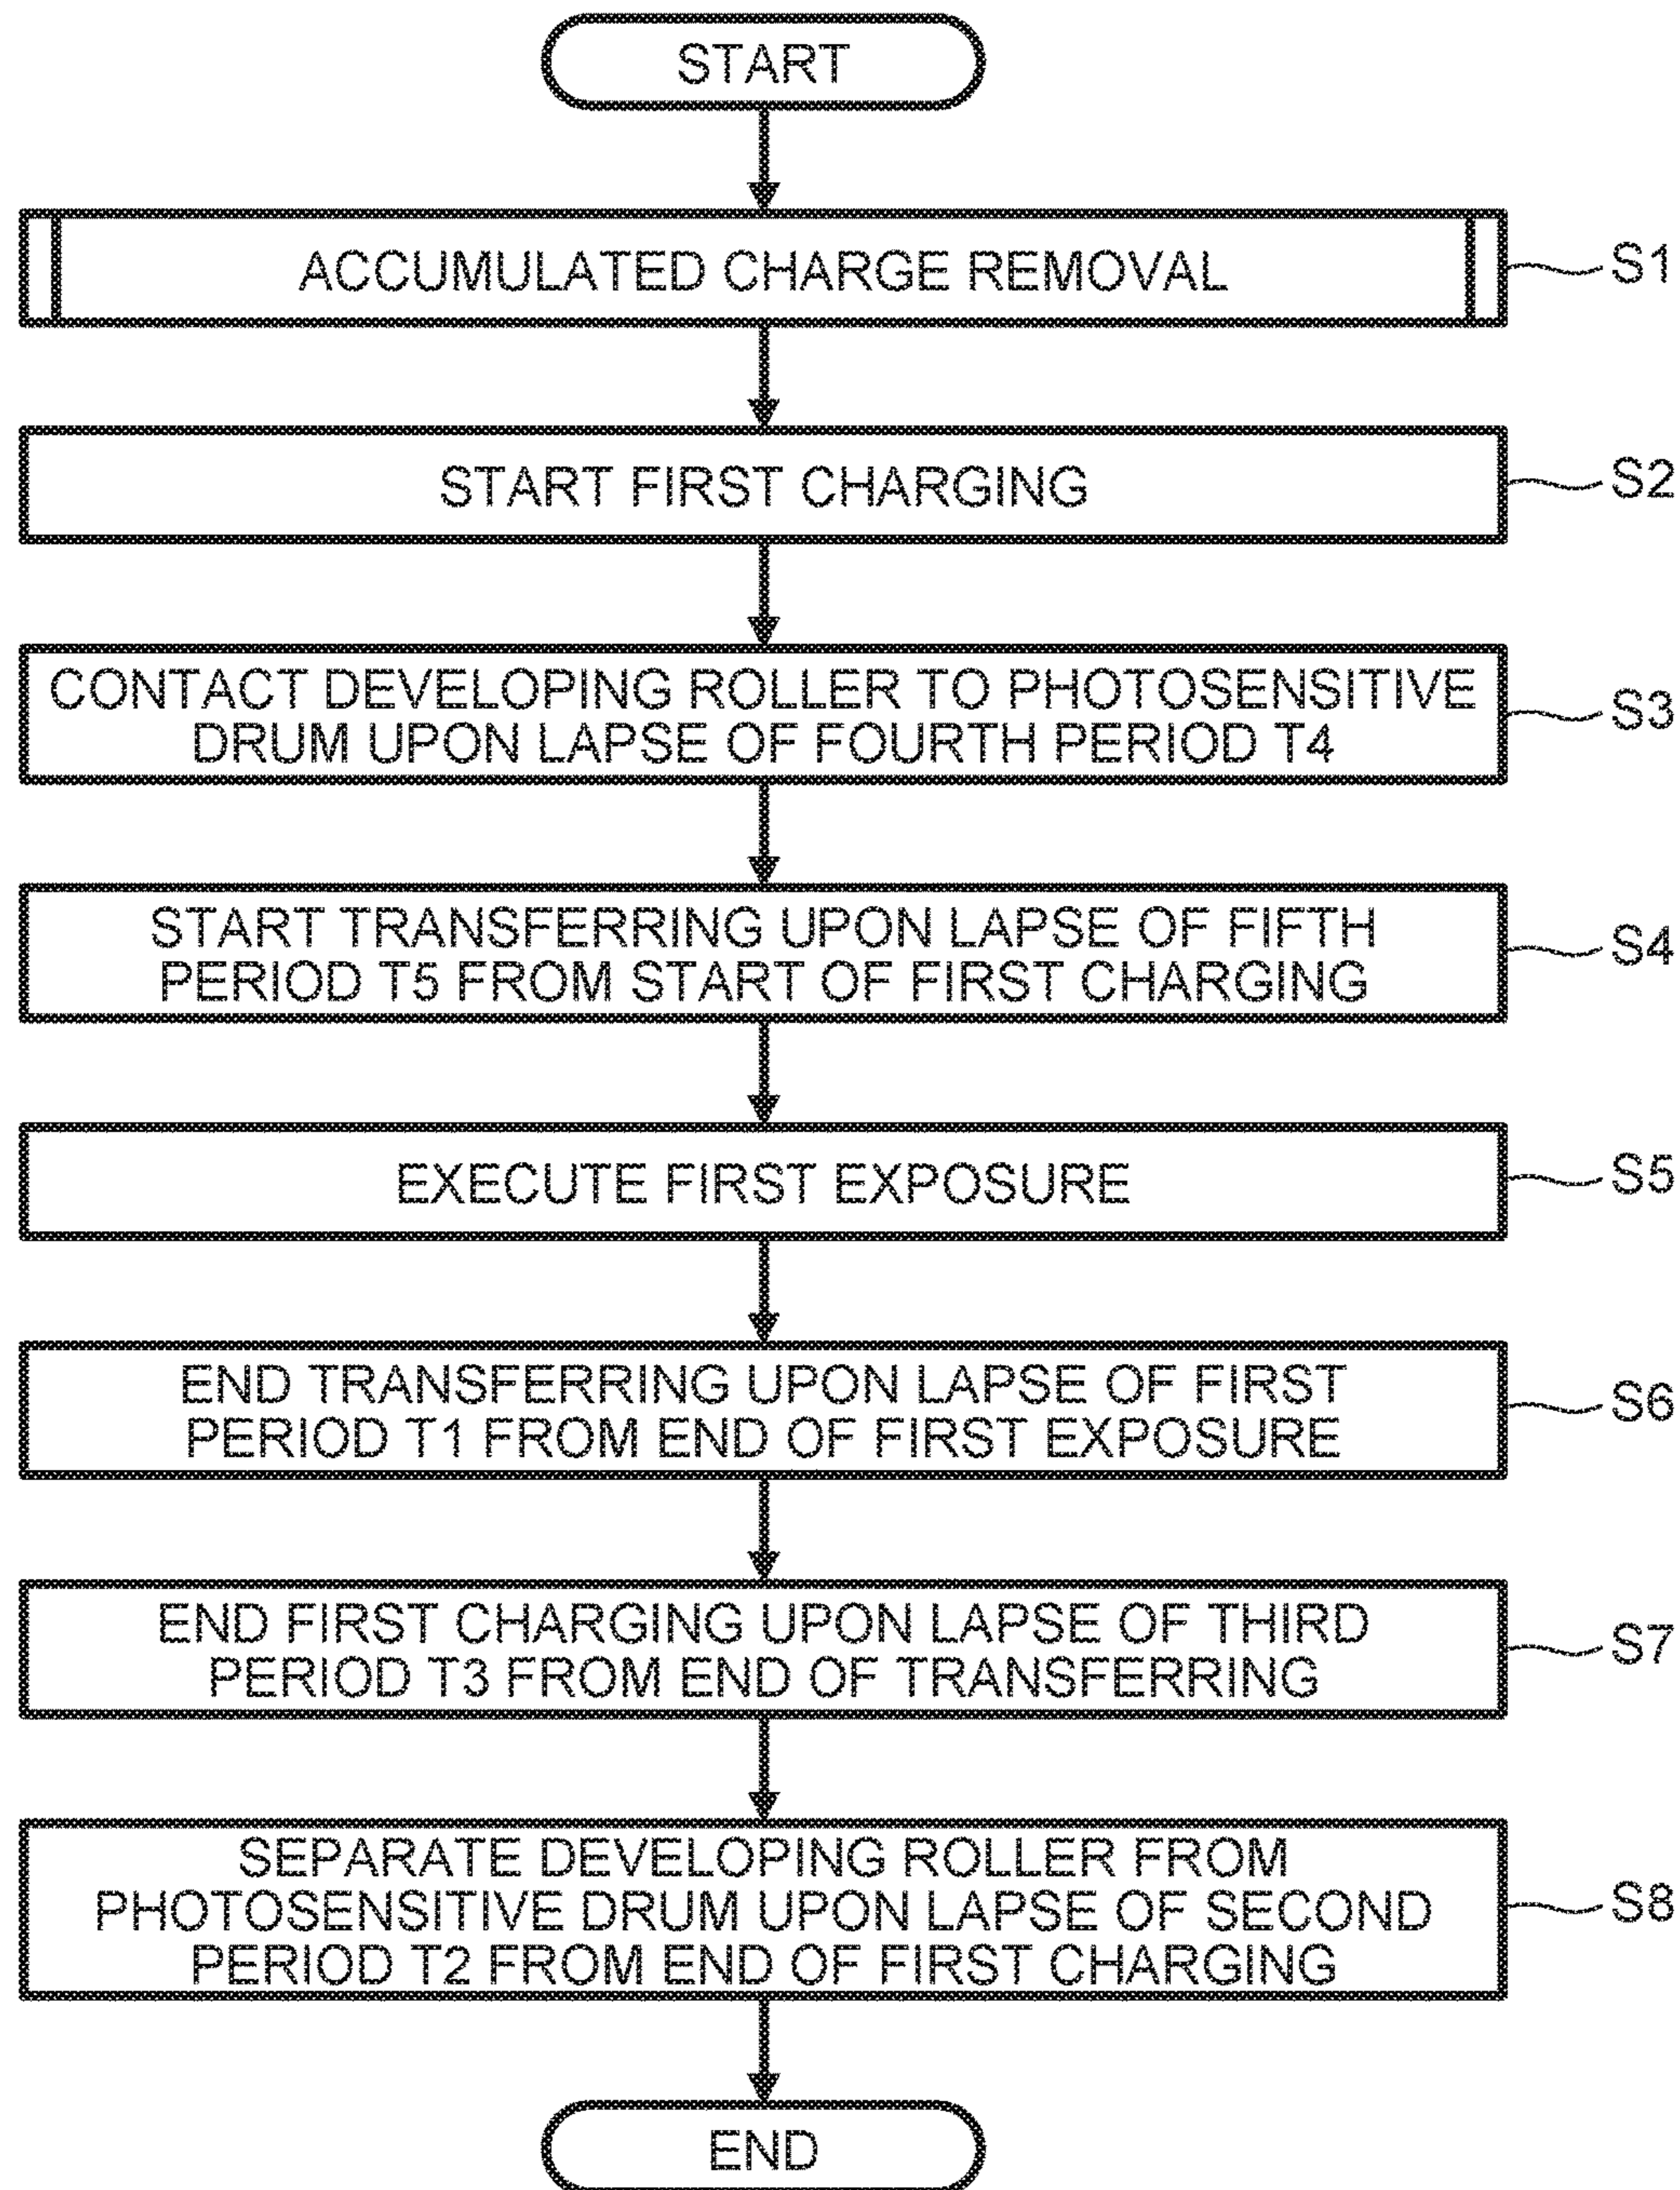 START
ACCUMULATED CHARGE REMOVAL
S1
START FIRST CHARGING
S2
CONTACT DEVELOPING ROLLER TO PHOTOSENSITIVE
DRUM UPON LAPSE OF FOURTH PERIOD T4
S3
START TRANSFERRING UPON LAPSE OF FIFTH
PERIOD T5 FROM START OF FIRST CHARGING
S4
EXECUTE FIRST EXPOSURE
S5
END TRANSFERRING UPON LAPSE OF FIRST
PERIOD T1 FROM END OF FIRST EXPOSURE
S6
END FIRST CHARGING UPON LAPSE OF THIRD
PERIOD T3 FROM END OF TRANSFERRING
S7
SEPARATE DEVELOPING ROLLER FROM
PHOTOSENSITIVE DRUM UPON LAPSE OF SECOND
PERIOD T2 FROM END OF FIRST CHARGING
S8
END